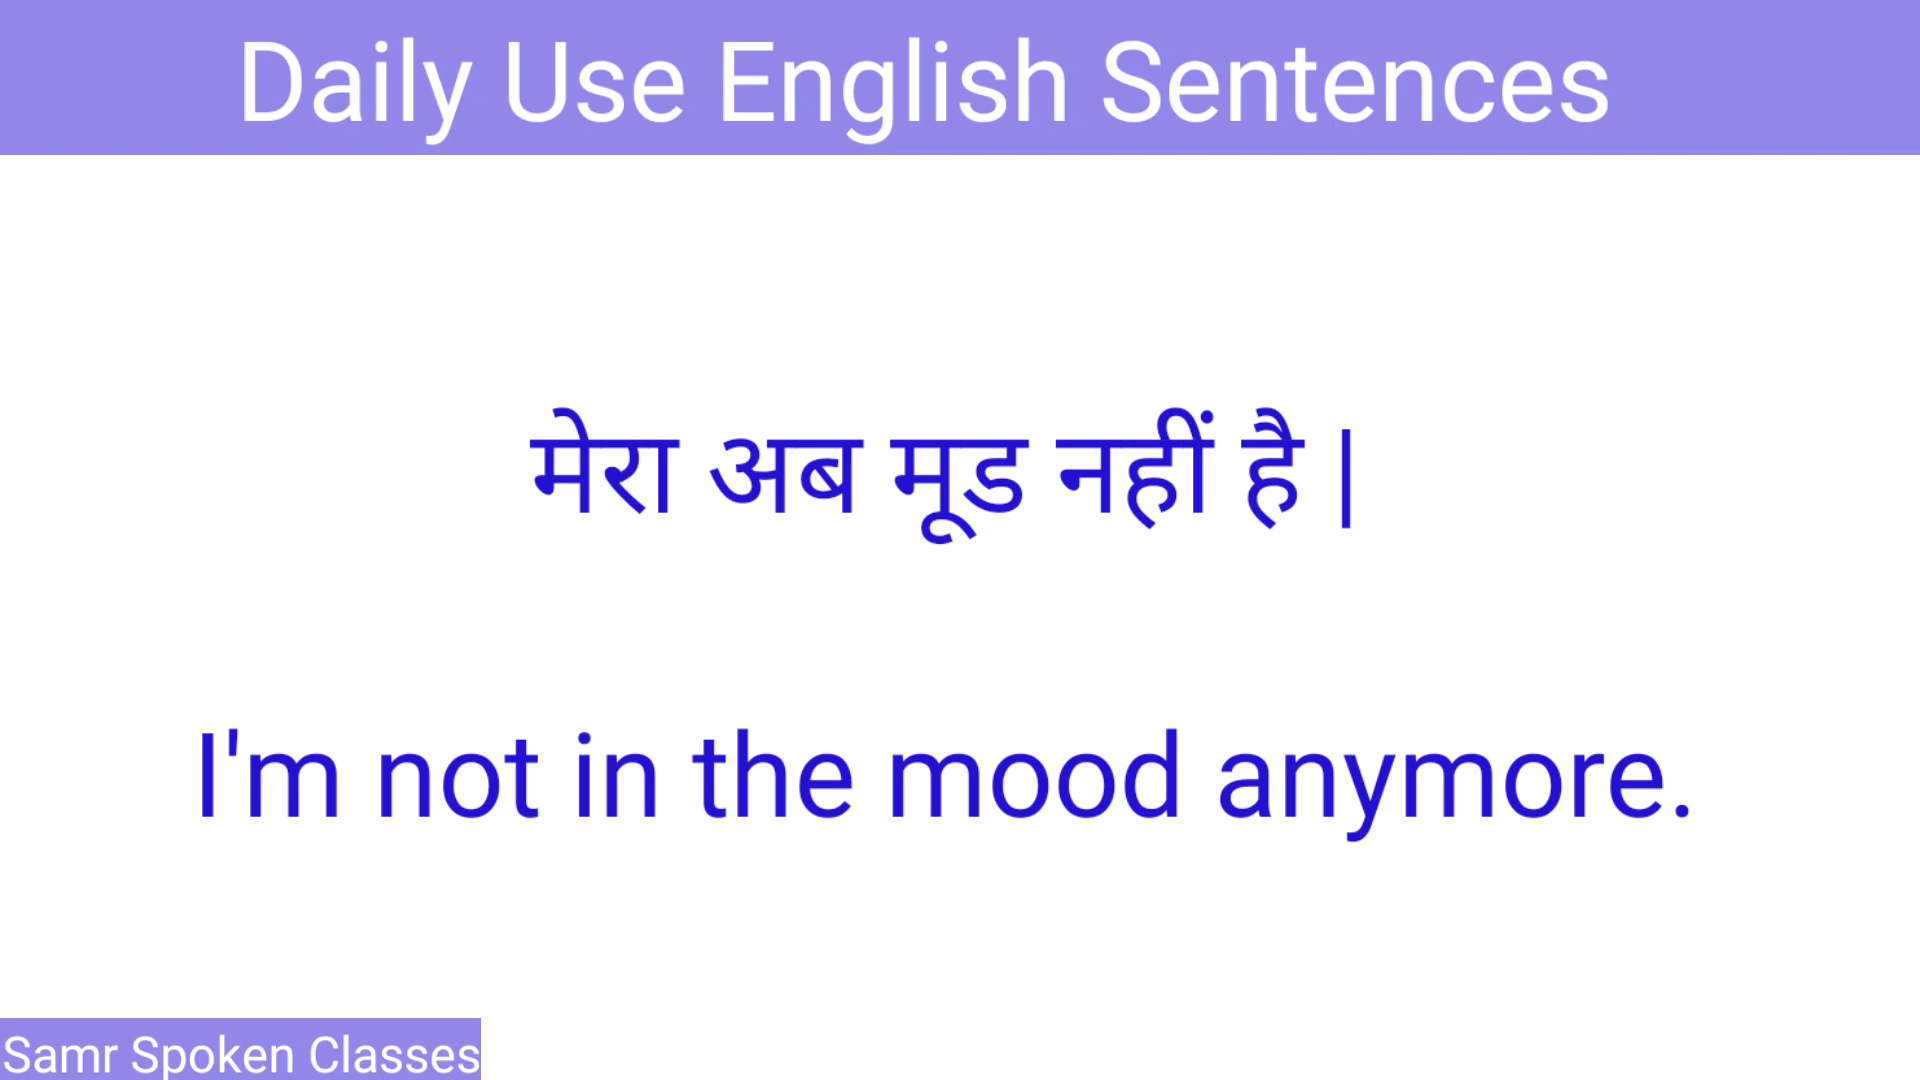 Daily Use English Sentences
मेरा अब मूड नहीं है |
I'm not in the mood anymore.
Samr Spoken Classes